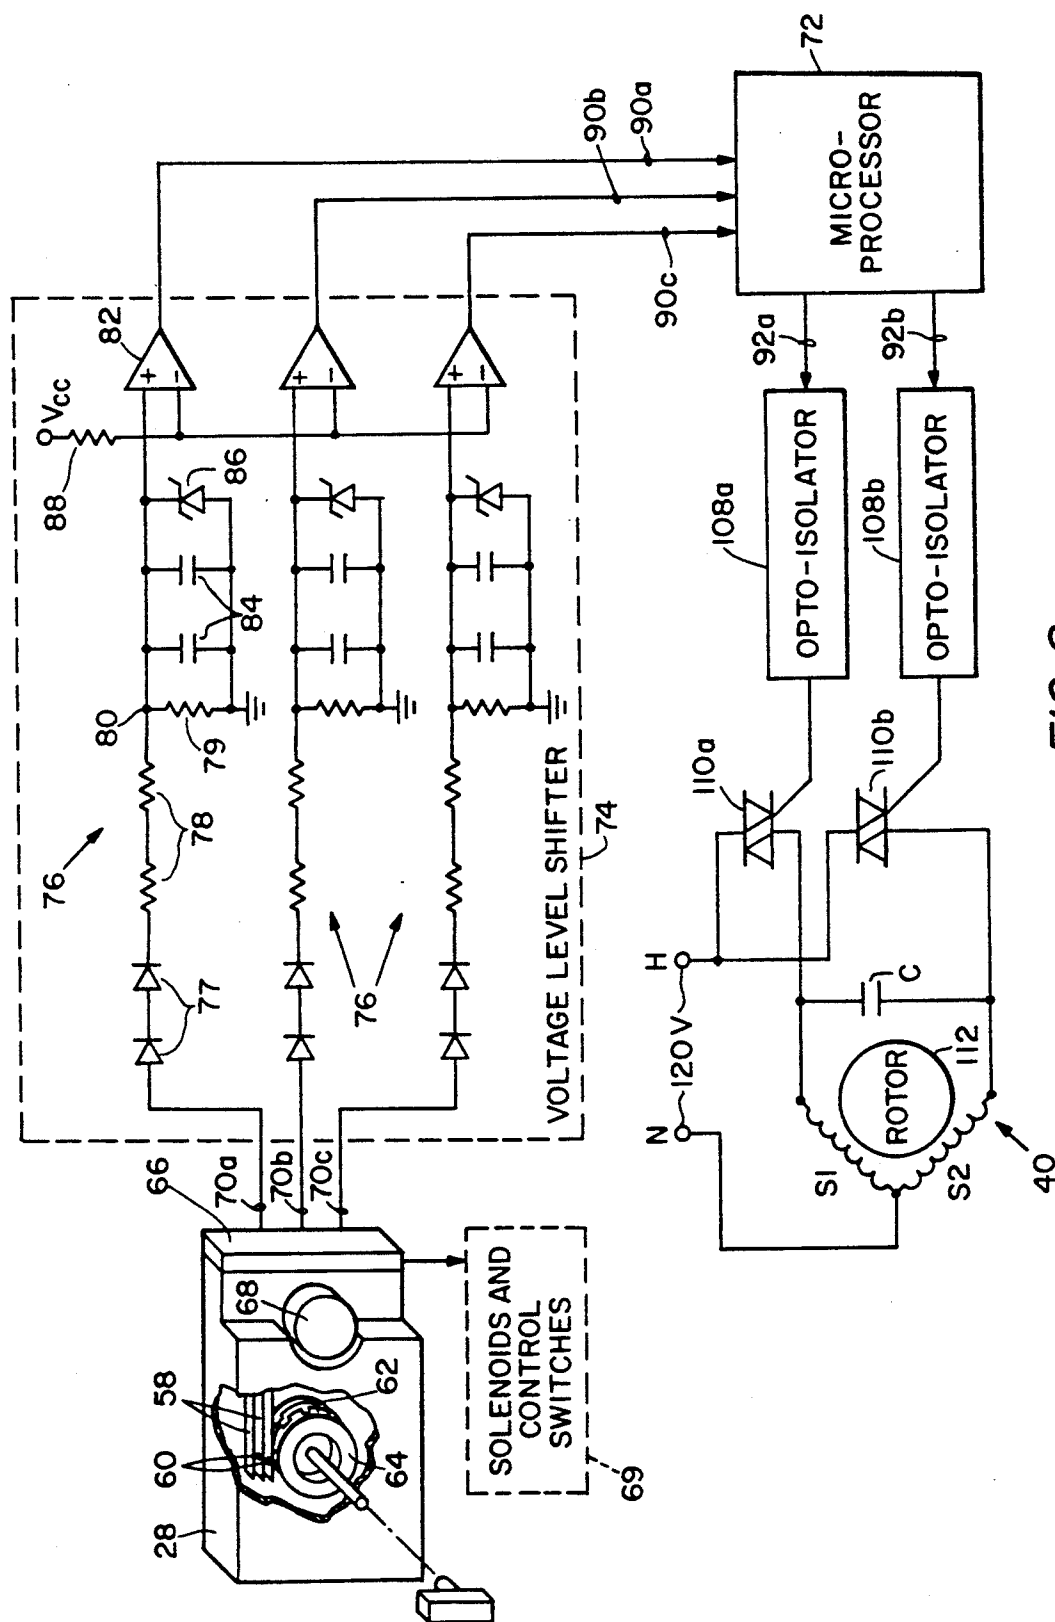 66
70a
70b
70c
28
60
58
62
64
68
69
SOLENOIDS AND
CONTROL
SWITCHES
76
77
78
80
79
84
86
88
Vcc
82
+
−
+
−
+
−
76
VOLTAGE LEVEL SHIFTER
74
90a
90b
90c
72
MICRO-
PROCESSOR
92a
92b
108a
OPTO-ISOLATOR
108b
OPTO-ISOLATOR
110a
110b
N
120V
H
C
S1
S2
ROTOR
112
40